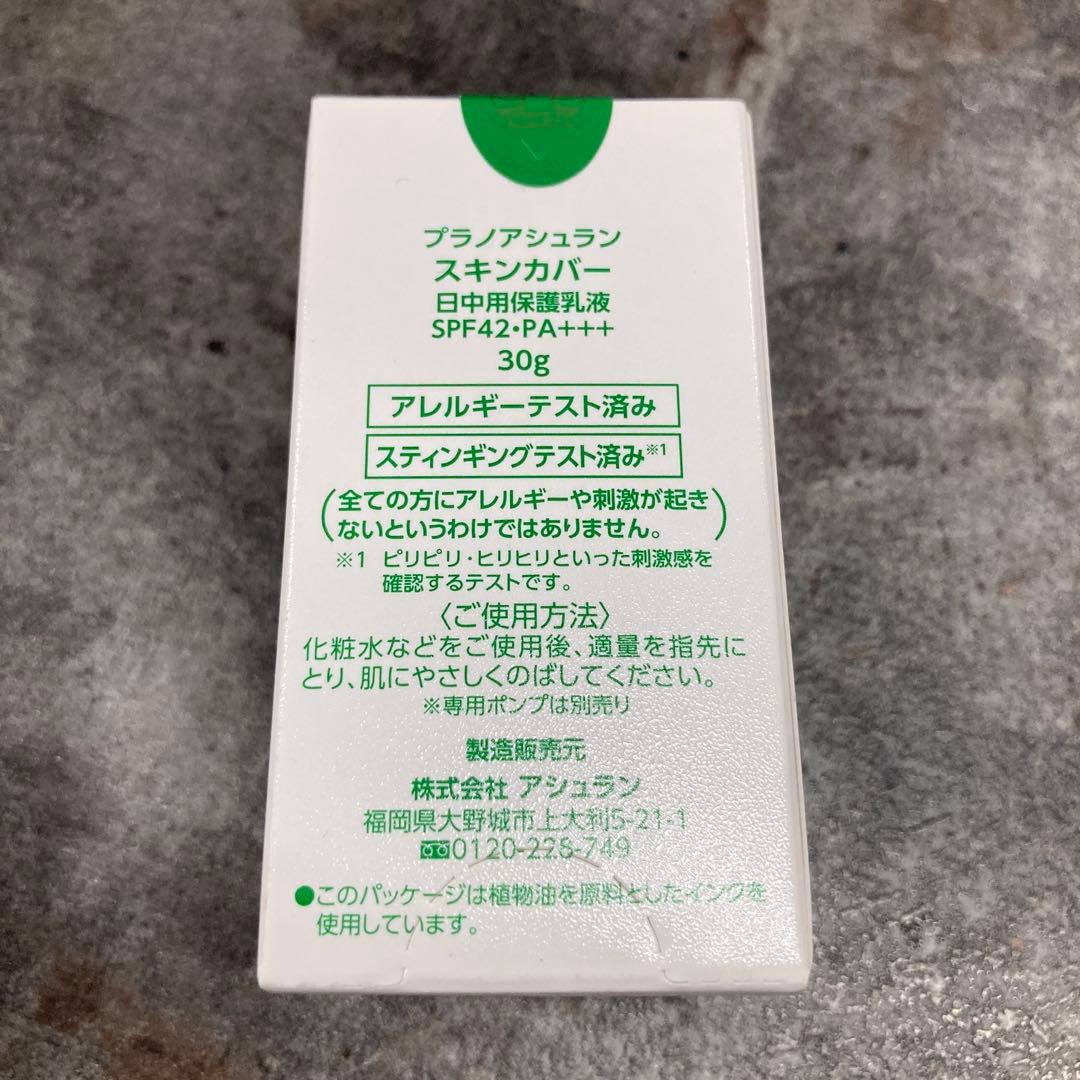 プラノアシュラン
スキンカバー
日中用保護乳液
SPF42・PA+++
30g
アレルギーテスト済み
スティンギングテスト済み※1
(全ての方にアレルギーや刺激が起き
ないというわけではありません。)
※1 ピリピリ・ヒリヒリといった刺激感を
確認するテストです。
〈ご使用方法〉
化粧水などをご使用後、適量を指先に
とり、肌にやさしくのばしてください。
※専用ポンプは別売り
製造販売元
株式会社 アシュラン
福岡県大野城市上大利5-21-1
0120-228-749
●このパッケージは植物油を原料としたインクを
使用しています。